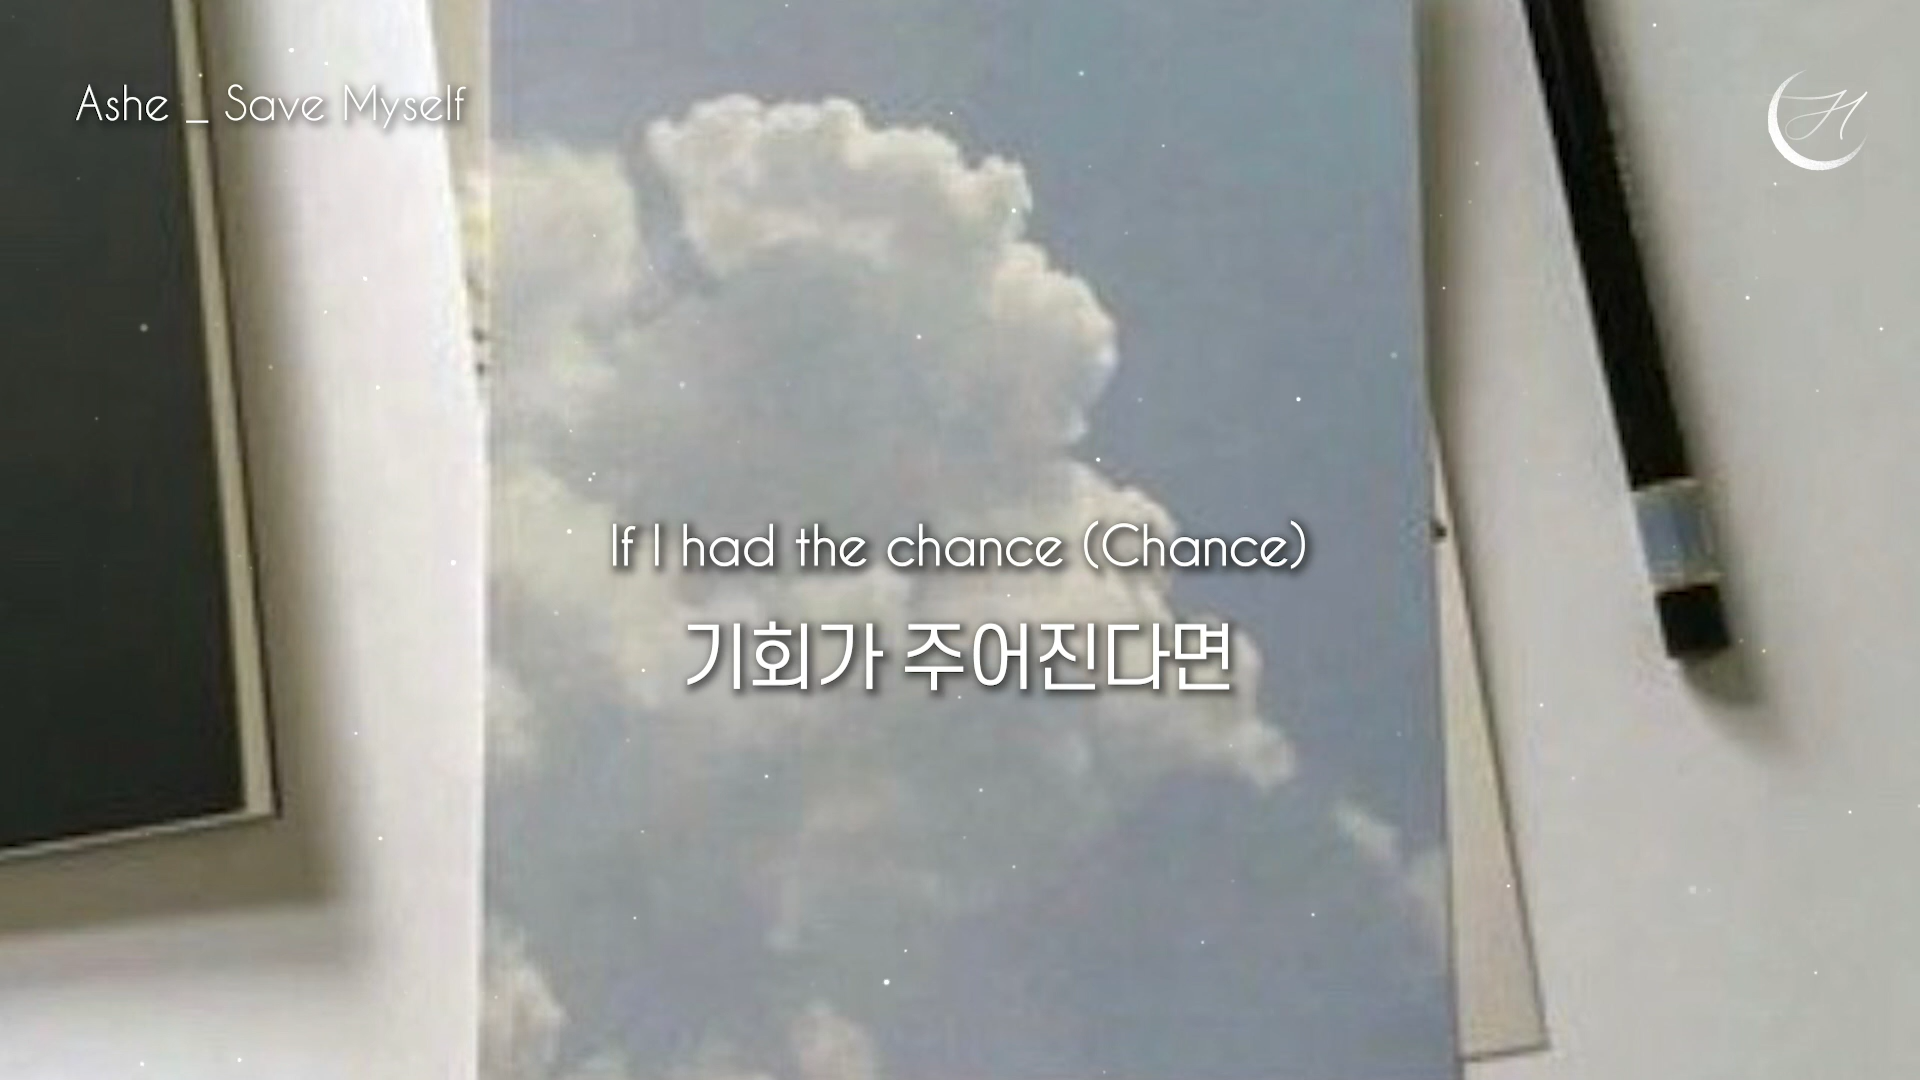 Ashe _ Save Myself
If I had the chance (Chance)
기회가 주어진다면